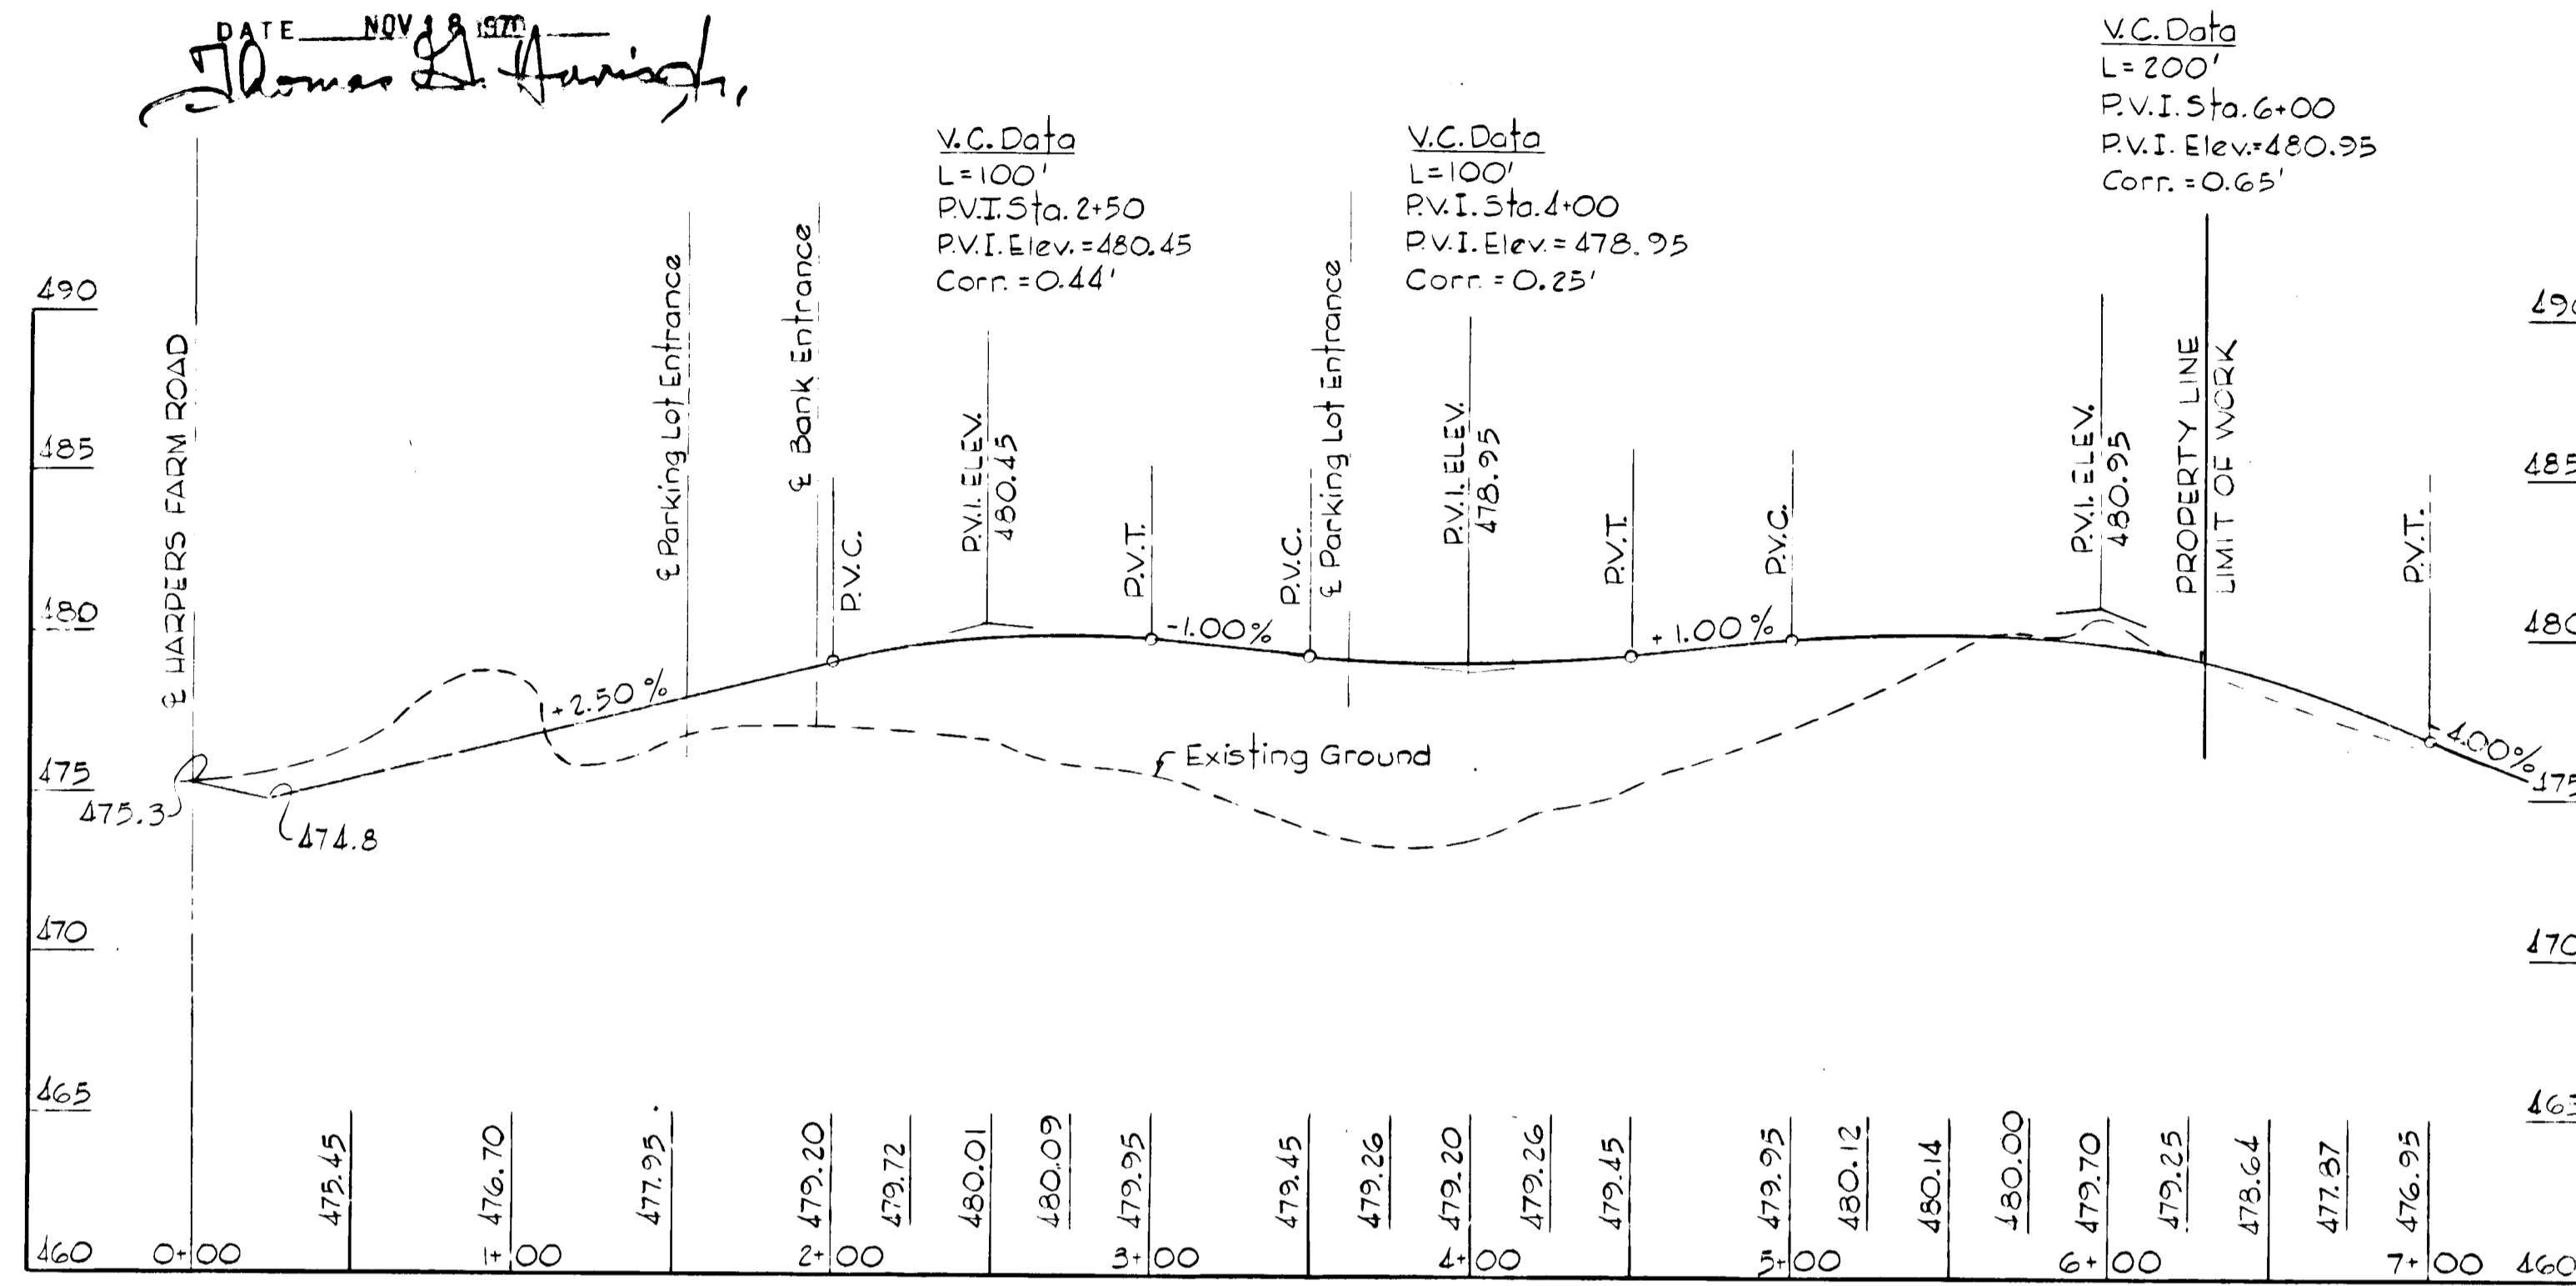 DATE NOV 18 1970
V.C. Data
L=200'
P.V.I. Sta. 6+00
P.V.I. Elev.=480.95
Corr. = 0.65'
V.C. Data
L=100'
P.V.I. Sta. 2+50
P.V.I. Elev. = 480.45
Corr. = 0.44'
V.C. Data
L=100'
P.V.I. Sta. 4+00
P.V.I. Elev. = 478.95
Corr. = 0.25'
490
485
480
475
470
465
460
℄ HARPERS FARM ROAD
℄ Parking Lot Entrance
℄ Bank Entrance
P.V.C.
P.V.I. ELEV.
480.45
P.V.T.
P.V.C.
℄ Parking Lot Entrance
P.V.I. ELEV.
478.95
P.V.T.
P.V.C.
P.V.I. ELEV.
480.95
PROPERTY LINE
LIMIT OF WORK
P.V.T.
+2.50%
-1.00%
+1.00%
-4.00%
475.3
474.8
Existing Ground
485
470
460
475.45
476.70
477.95
479.20
479.72
480.01
480.09
479.95
479.45
479.26
479.20
479.26
479.45
479.95
480.12
480.14
480.00
479.70
479.25
478.64
477.87
476.95
0+00
1+00
2+00
3+00
4+00
5+00
6+00
7+00